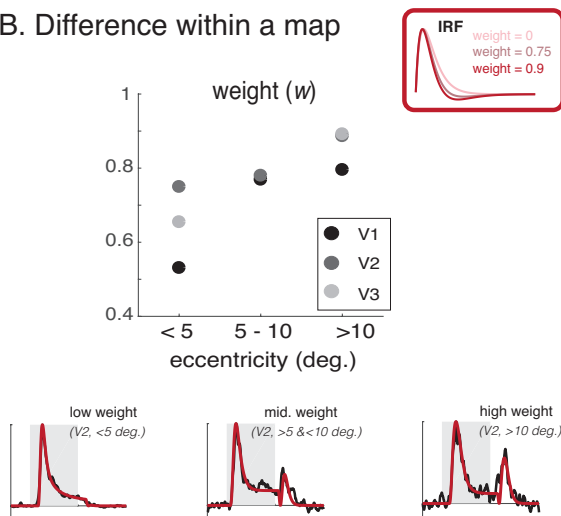 B. Difference within a map
IRF
weight = 0
weight = 0.75
weight = 0.9
weight (w)
1
0.8
0.6
0.4
V1
V2
V3
< 5
5 - 10
>10
eccentricity (deg.)
low weight
(V2, <5 deg.)
mid. weight
(V2, >5 &<10 deg.)
high weight
(V2, >10 deg.)